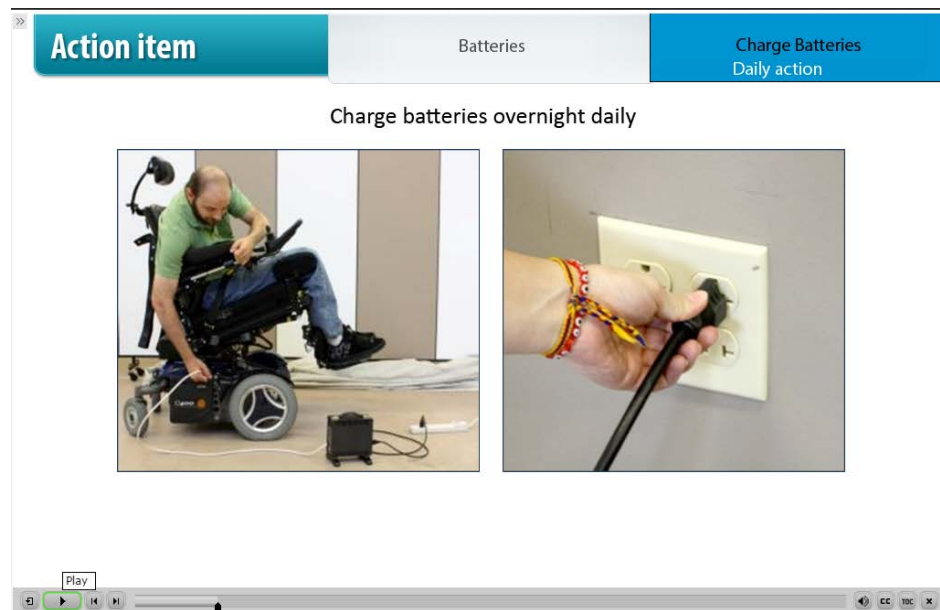 Action item
Batteries
Charge Batteries
Daily action
Charge batteries overnight daily
Play
CC
TOC